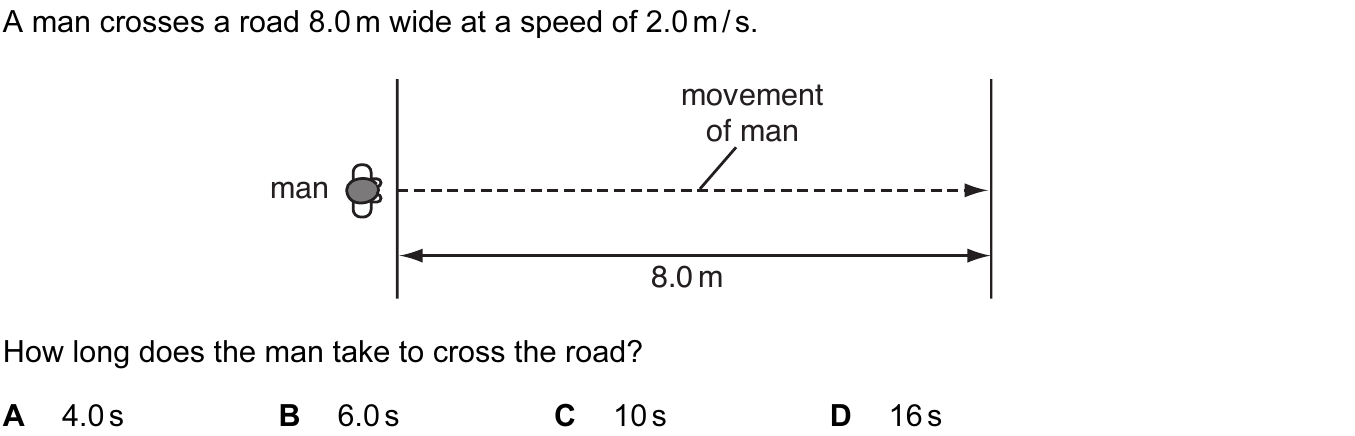 A man crosses a road 8.0 m wide at a speed of 2.0 m / s.
movement
of man
man
8.0 m
How long does the man take to cross the road?
A 4.0 s B 6.0 s C 10 s D 16 s